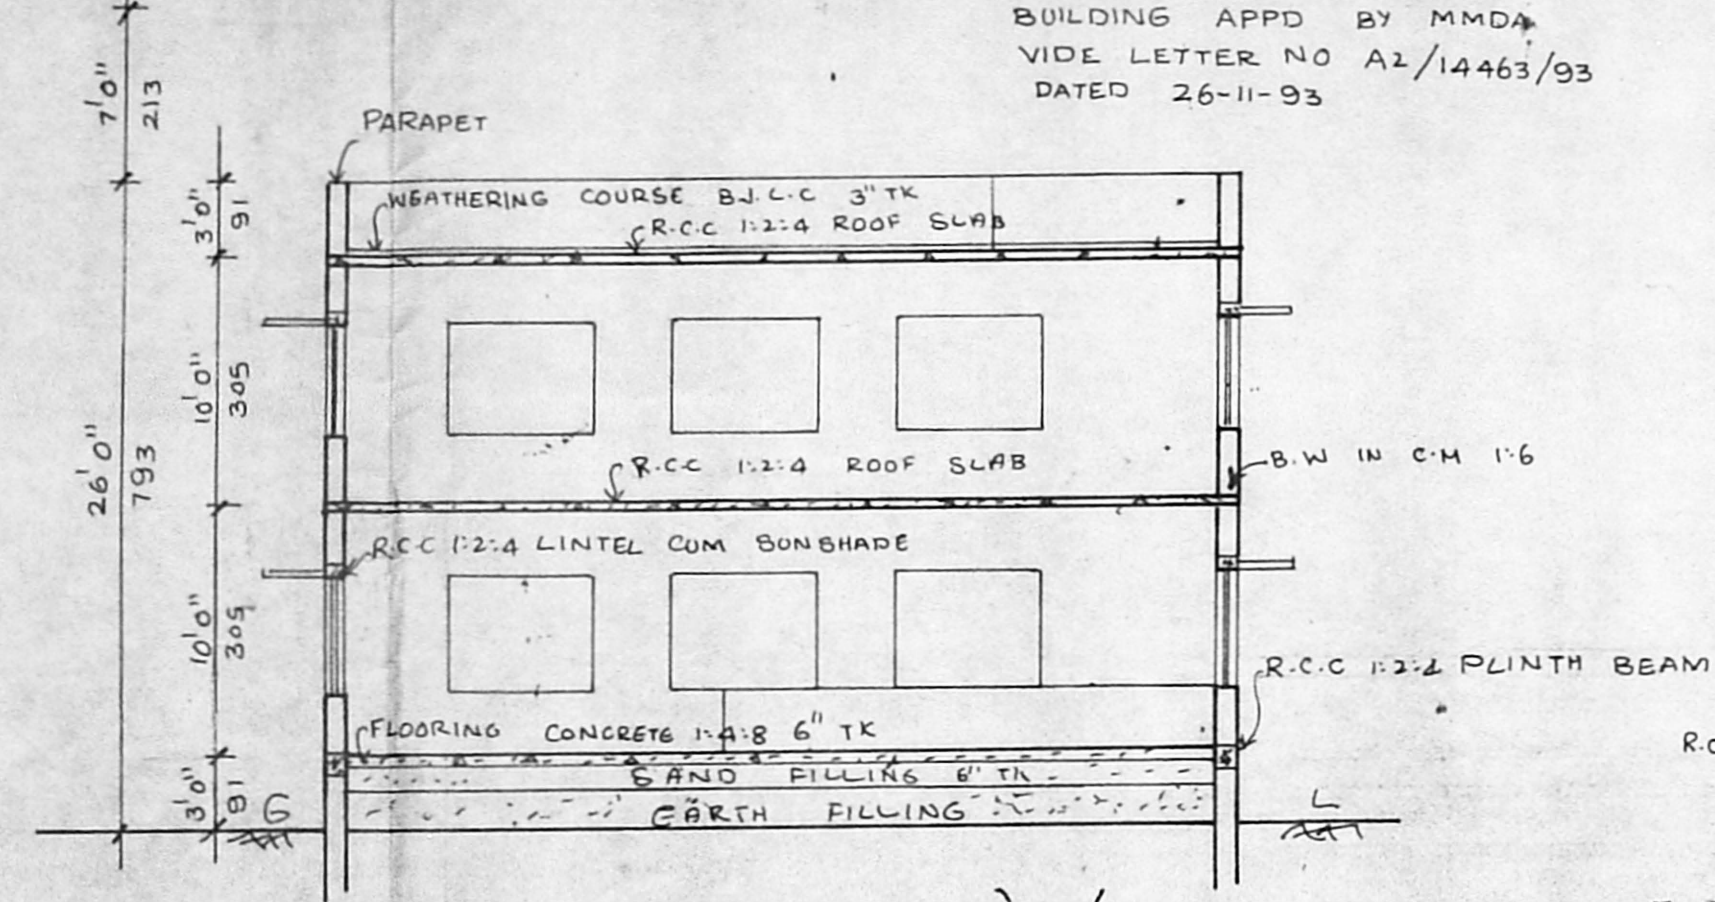 BUILDING APPD BY MMDA
VIDE LETTER NO A2/14463/93
DATED 26-11-93
7'0"
213
PARAPET
3'0"
91
WEATHERING COURSE B.J.L.C 3" TK
R.C.C 1:2:4 ROOF SLAB
10'0"
305
26'0"
793
R.C.C 1:2:4 ROOF SLAB
B.W IN C.M 1:6
R.C.C 1:2:4 LINTEL CUM SUNSHADE
10'0"
305
R.C.C 1:2:4 PLINTH BEAM
FLOORING CONCRETE 1:4:8 6" TK
3'0"
91
SAND FILLING 6" TK
EARTH FILLING
G
L